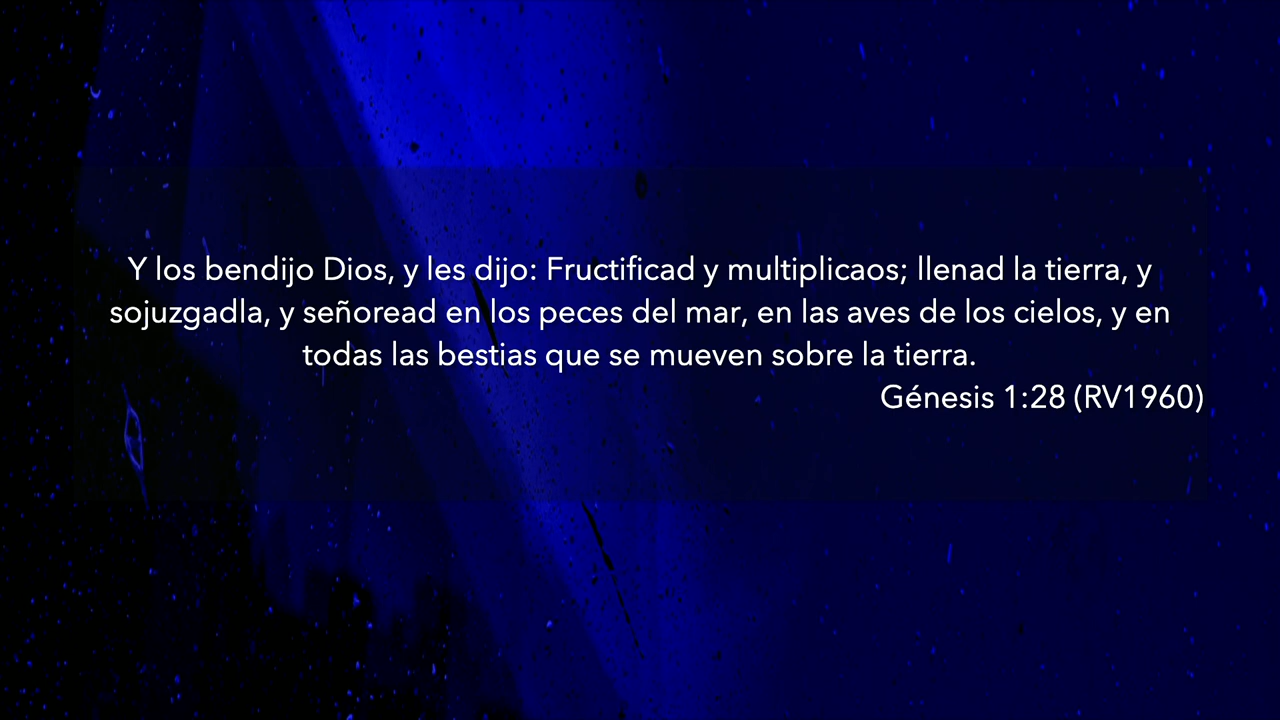 Y los bendijo Dios, y les dijo: Fructificad y multiplicaos; llenad la tierra, y
sojuzgadla, y señoread en los peces del mar, en las aves de los cielos, y en
todas las bestias que se mueven sobre la tierra.
Génesis 1:28 (RV1960)